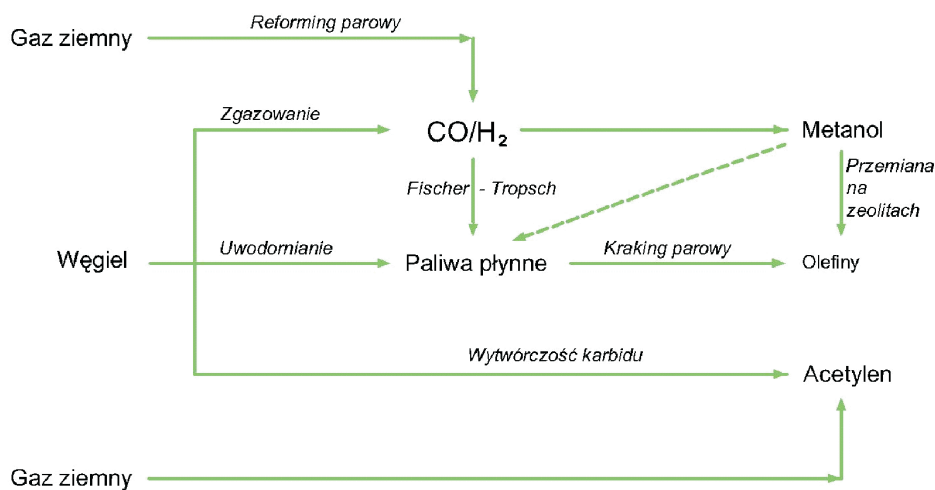 Reforming parowy
Gaz ziemny
Zgazowanie
CO/H₂
Metanol
Przemiana
na
zeolitach
Fischer - Tropsch
Węgiel
Uwodornianie
Paliwa płynne
Kraking parowy
Olefiny
Wytwórczość karbidu
Acetylen
Gaz ziemny